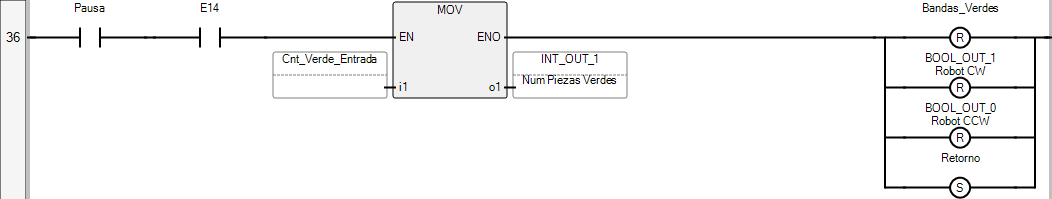 Pausa
E14
MOV
Bandas_Verdes
36
EN
ENO
R
Cnt_Verde_Entrada
INT_OUT_1
BOOL_OUT_1
Robot CW
Num Piezas Verdes
i1
o1
R
BOOL_OUT_0
Robot CCW
R
Retorno
S